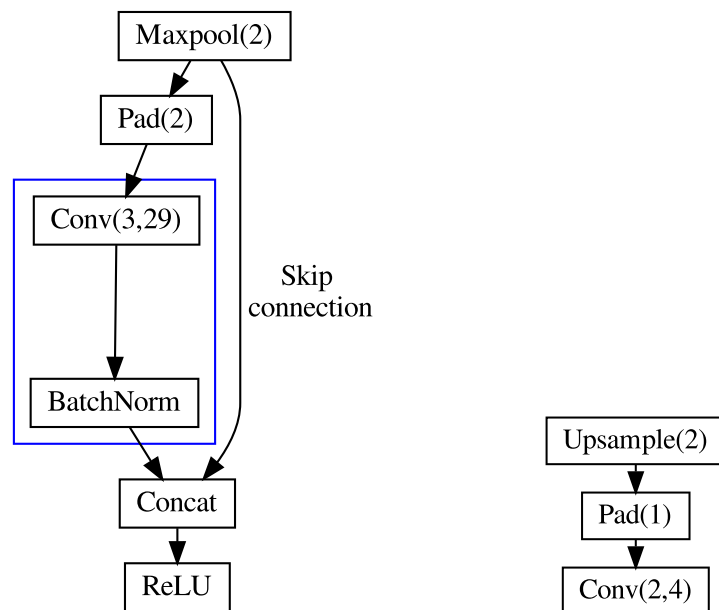 Maxpool(2)
Pad(2)
Conv(3,29)
Skip
connection
BatchNorm
Concat
ReLU
Upsample(2)
Pad(1)
Conv(2,4)